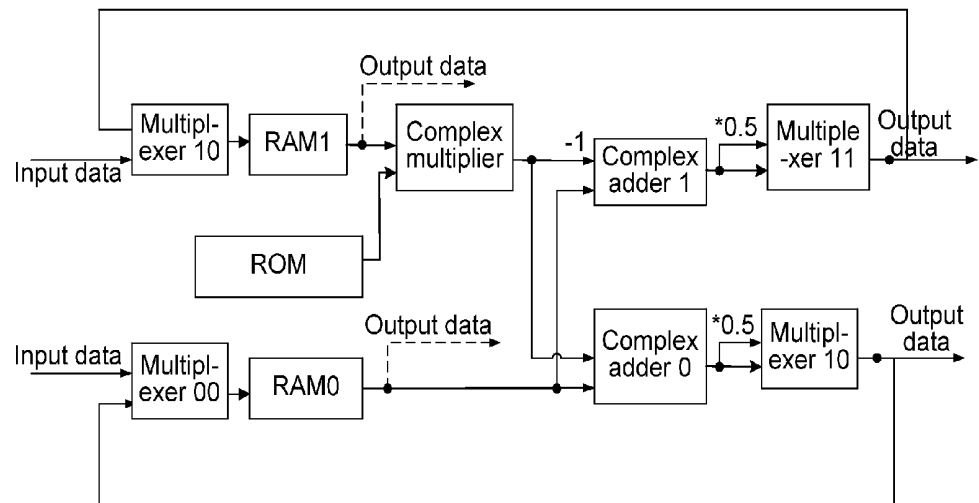 Output data
Multipl-
exer 10
RAM1
Complex
multiplier
-1
Complex
adder 1
*0.5
Multiple
-xer 11
Output
data
Input data
ROM
Input data
Multipl-
exer 00
RAM0
Output data
Complex
adder 0
*0.5
Multipl-
exer 10
Output
data